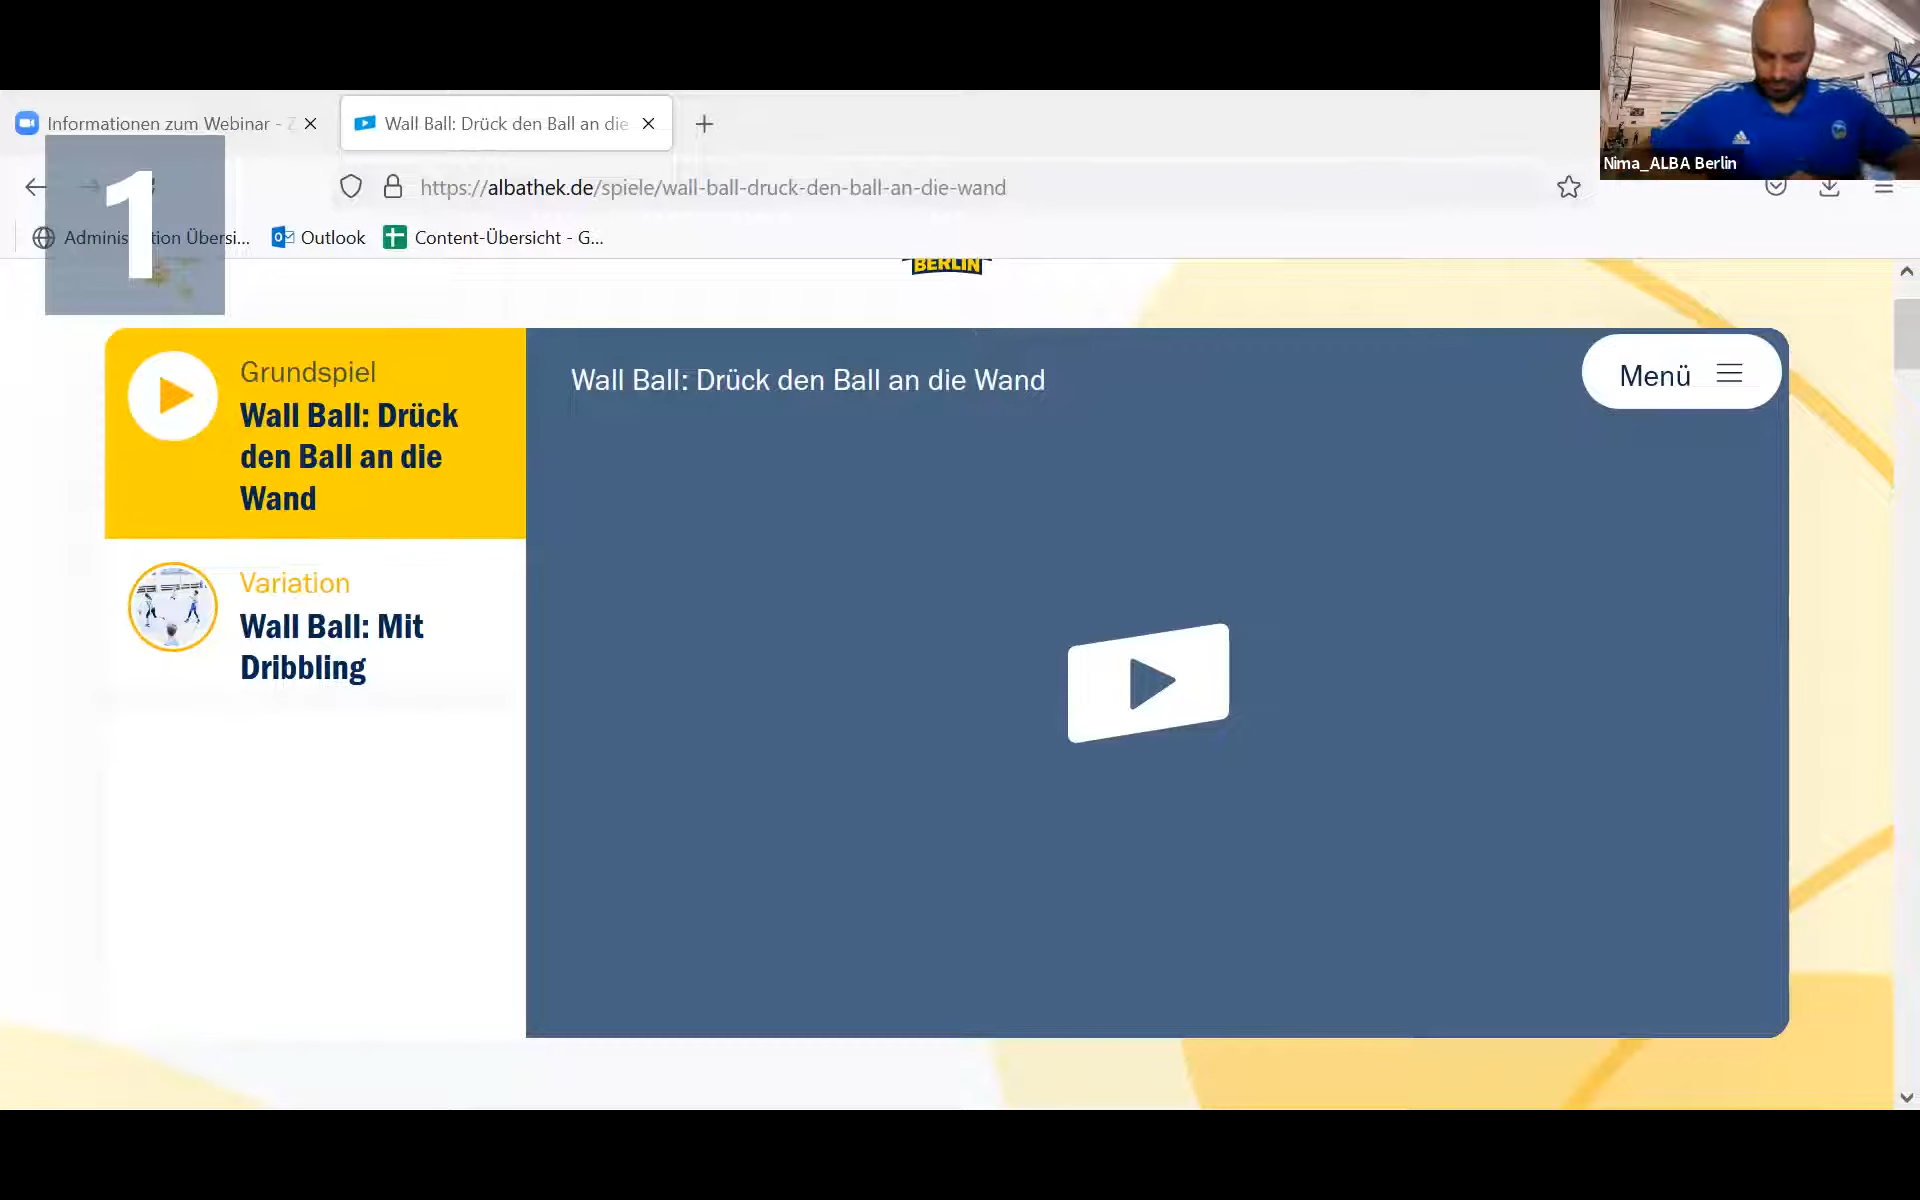 Informationen zum Webinar - Z
Wall Ball: Drück den Ball an die
Nima_ALBA Berlin
https://albathek.de/spiele/wall-ball-druck-den-ball-an-die-wand
1
Adminis tion Übersi...
Outlook
Content-Übersicht - G...
BERLIN
Grundspiel
Wall Ball: Drück
den Ball an die
Wand
Wall Ball: Drück den Ball an die Wand
Menü
Variation
Wall Ball: Mit
Dribbling